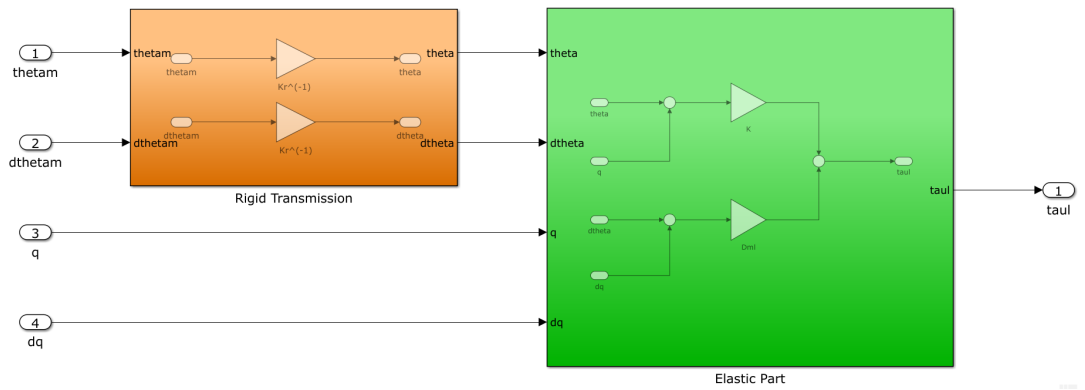 1
thetam
2
dthetam
3
q
4
dq
thetam
thetam
Kr^(-1)
theta
theta
dthetam
dthetam
Kr^(-1)
dtheta
dtheta
Rigid Transmission
theta
dtheta
q
dq
theta
q
K
dtheta
dq
Dml
taul
taul
Elastic Part
1
taul